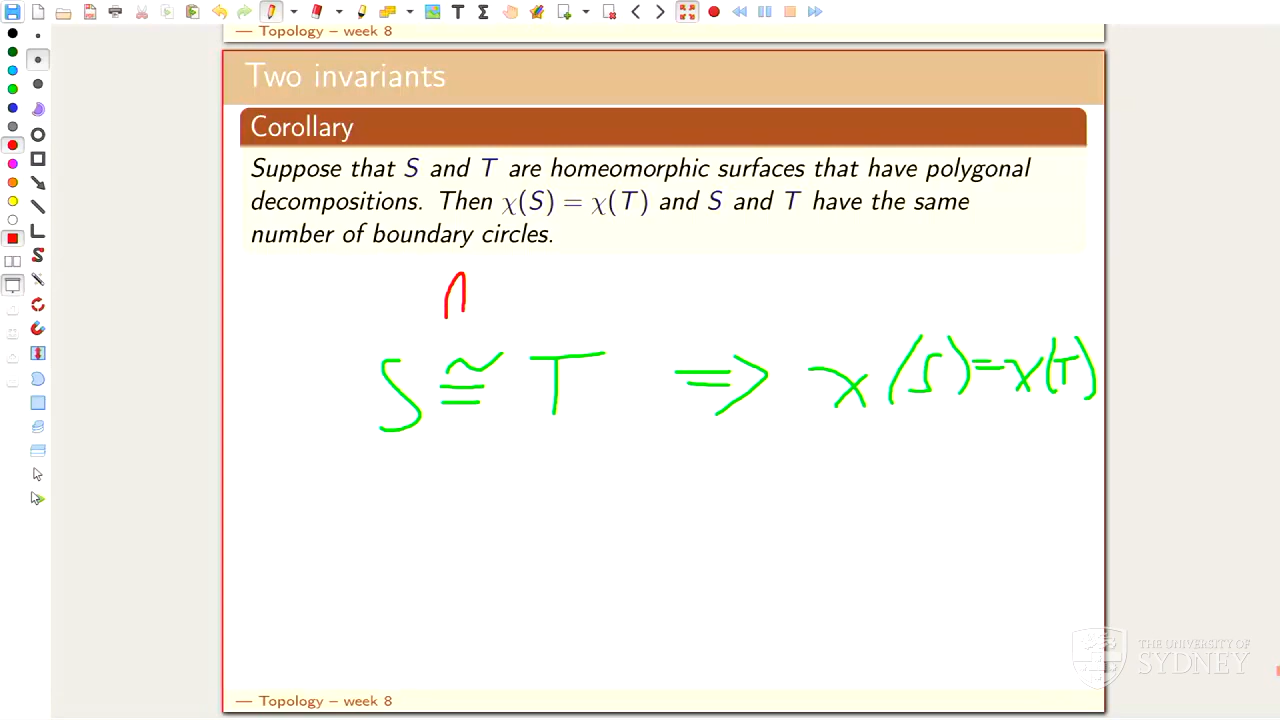 — Topology – week 8
Two invariants
Corollary
Suppose that S and T are homeomorphic surfaces that have polygonal
decompositions. Then χ(S) = χ(T) and S and T have the same
number of boundary circles.
S ≅ T ⇒ χ(S)=χ(T)
THE UNIVERSITY OF
SYDNEY
— Topology – week 8